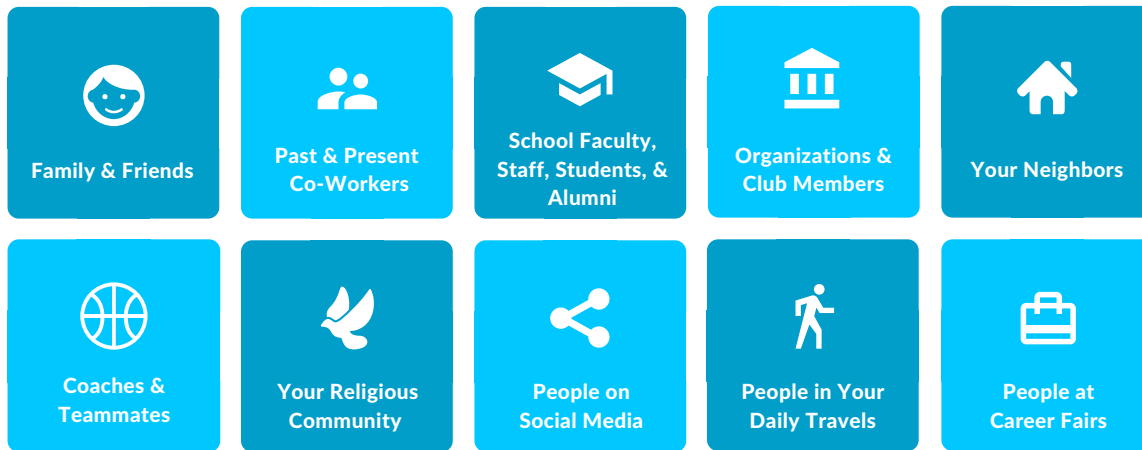 Family & Friends
Past & Present
Co-Workers
School Faculty,
Staff, Students, &
Alumni
Organizations &
Club Members
Your Neighbors
Coaches &
Teammates
Your Religious
Community
People on
Social Media
People in Your
Daily Travels
People at
Career Fairs